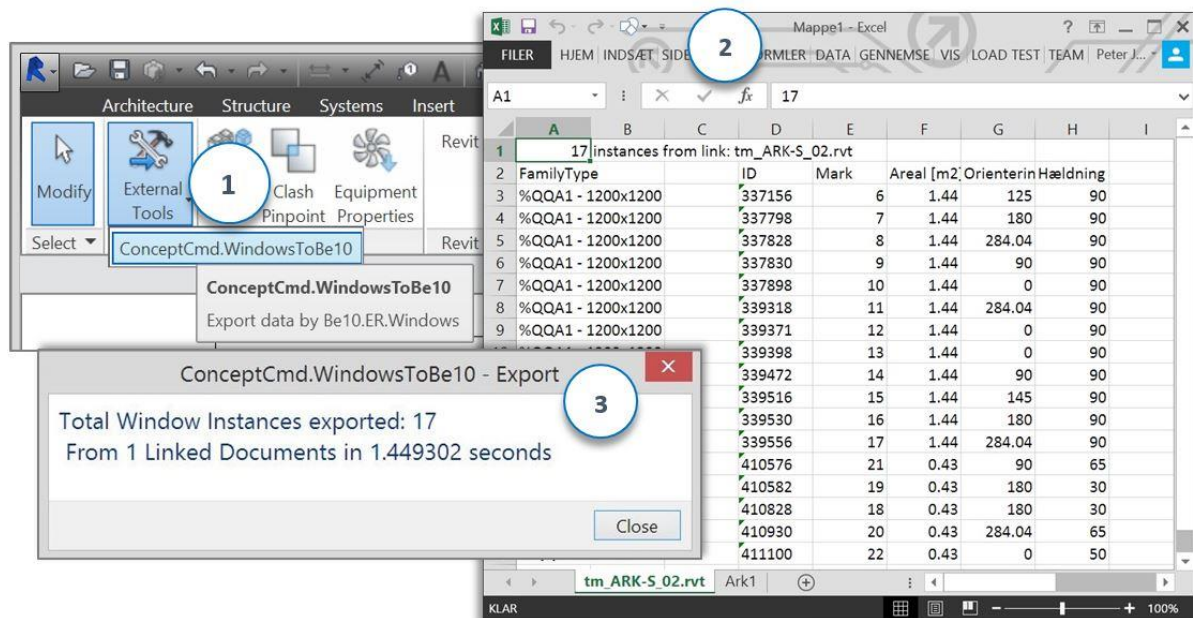 Architecture Structure Systems Insert
Modify
External Tools
Clash Pinpoint
Equipment Properties
Revit
Select
Revit
ConceptCmd.WindowsToBe10
ConceptCmd.WindowsToBe10
Export data by Be10.ER.Windows
1
Mappe1 - Excel
2
FILER HJEM INDSÆT SIDE RMLER DATA GENNEMSE VIS LOAD TEST TEAM Peter J...
A1 fx 17
A B C D E F G H I
1 17 instances from link: tm_ARK-S_02.rvt
2 FamilyType ID Mark Areal [m2] Orienterin Hældning
3 %QQA1 - 1200x1200 337156 6 1.44 125 90
4 %QQA1 - 1200x1200 337798 7 1.44 180 90
5 %QQA1 - 1200x1200 337828 8 1.44 284.04 90
6 %QQA1 - 1200x1200 337830 9 1.44 90 90
7 %QQA1 - 1200x1200 337898 10 1.44 0 90
8 %QQA1 - 1200x1200 339318 11 1.44 284.04 90
9 %QQA1 - 1200x1200 339371 12 1.44 0 90
339398 13 1.44 0 90
339472 14 1.44 90 90
339516 15 1.44 145 90
339530 16 1.44 180 90
339556 17 1.44 284.04 90
410576 21 0.43 90 65
410582 19 0.43 180 30
410828 18 0.43 180 30
410930 20 0.43 284.04 65
411100 22 0.43 0 50
tm_ARK-S_02.rvt Ark1
KLAR 100%
ConceptCmd.WindowsToBe10 - Export
3
Total Window Instances exported: 17
From 1 Linked Documents in 1.449302 seconds
Close